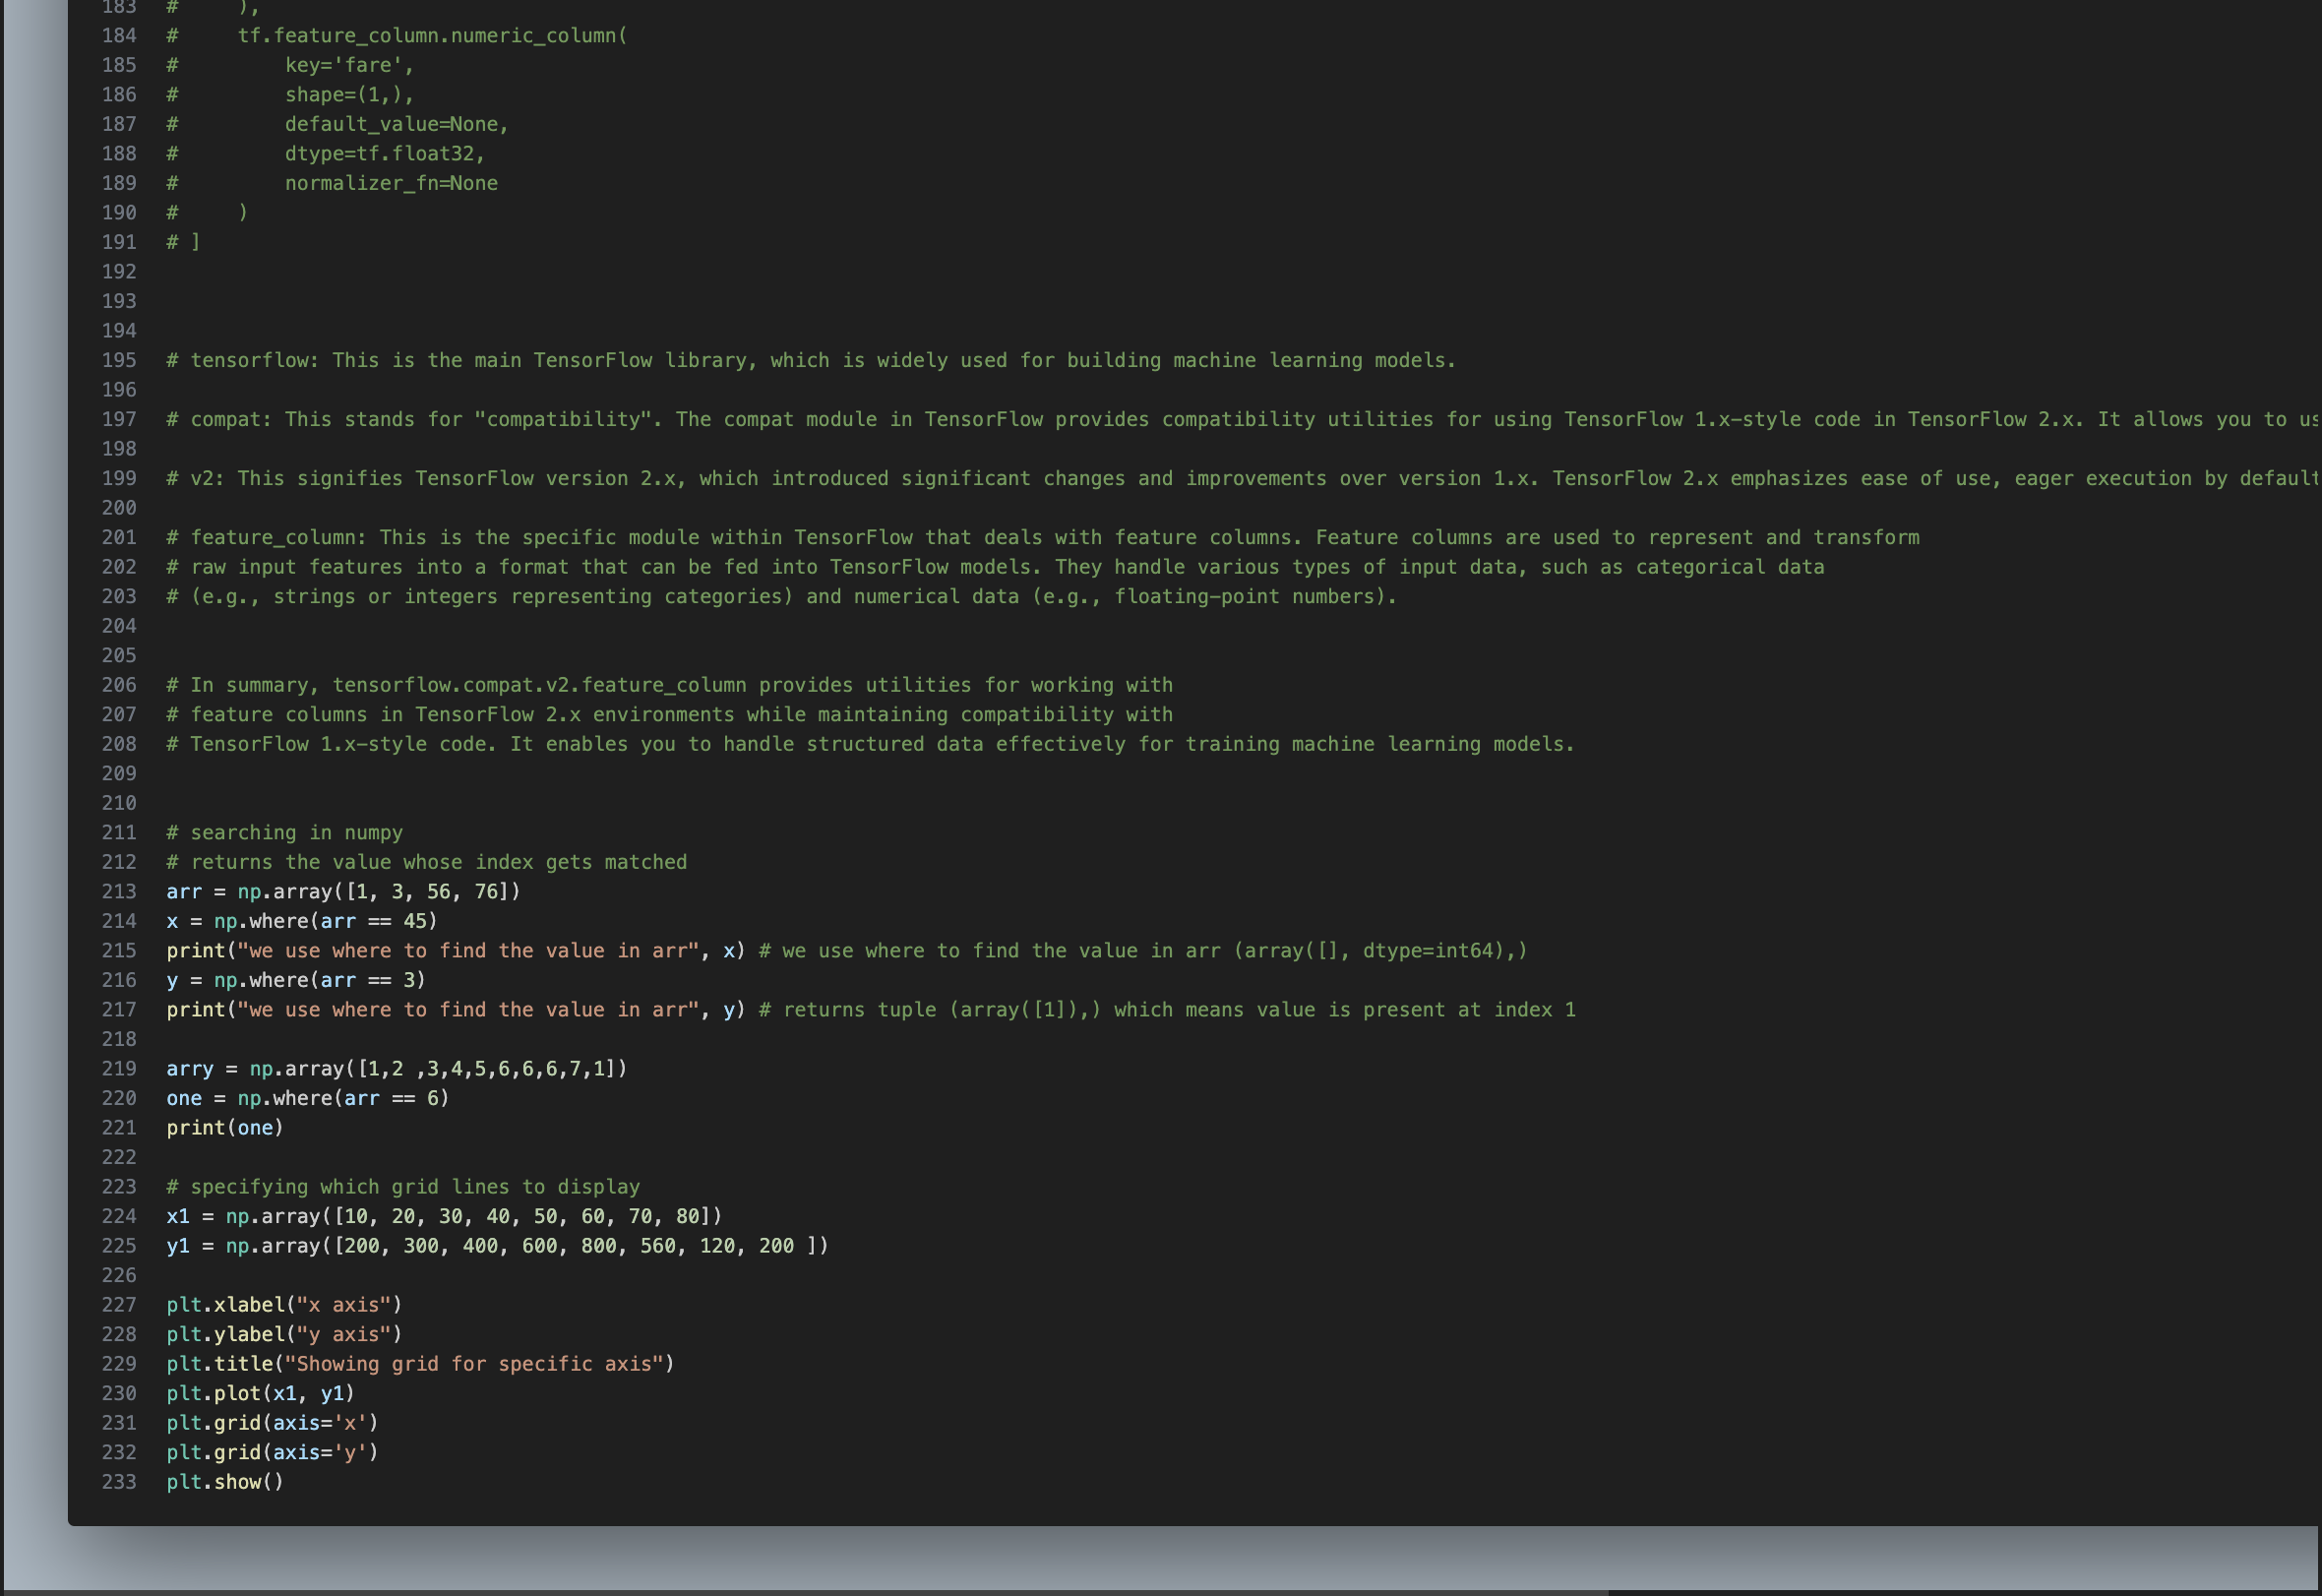 183 #     ),
184 #     tf.feature_column.numeric_column(
185 #         key='fare',
186 #         shape=(1,),
187 #         default_value=None,
188 #         dtype=tf.float32,
189 #         normalizer_fn=None
190 #     )
191 # ]
192
193
194
195 # tensorflow: This is the main TensorFlow library, which is widely used for building machine learning models.
196
197 # compat: This stands for "compatibility". The compat module in TensorFlow provides compatibility utilities for using TensorFlow 1.x-style code in TensorFlow 2.x. It allows you to us
198
199 # v2: This signifies TensorFlow version 2.x, which introduced significant changes and improvements over version 1.x. TensorFlow 2.x emphasizes ease of use, eager execution by default
200
201 # feature_column: This is the specific module within TensorFlow that deals with feature columns. Feature columns are used to represent and transform
202 # raw input features into a format that can be fed into TensorFlow models. They handle various types of input data, such as categorical data
203 # (e.g., strings or integers representing categories) and numerical data (e.g., floating-point numbers).
204
205
206 # In summary, tensorflow.compat.v2.feature_column provides utilities for working with
207 # feature columns in TensorFlow 2.x environments while maintaining compatibility with
208 # TensorFlow 1.x-style code. It enables you to handle structured data effectively for training machine learning models.
209
210
211 # searching in numpy
212 # returns the value whose index gets matched
213 arr = np.array([1, 3, 56, 76])
214 x = np.where(arr == 45)
215 print("we use where to find the value in arr", x) # we use where to find the value in arr (array([], dtype=int64),)
216 y = np.where(arr == 3)
217 print("we use where to find the value in arr", y) # returns tuple (array([1]),) which means value is present at index 1
218
219 arry = np.array([1,2 ,3,4,5,6,6,6,7,1])
220 one = np.where(arr == 6)
221 print(one)
222
223 # specifying which grid lines to display
224 x1 = np.array([10, 20, 30, 40, 50, 60, 70, 80])
225 y1 = np.array([200, 300, 400, 600, 800, 560, 120, 200 ])
226
227 plt.xlabel("x axis")
228 plt.ylabel("y axis")
229 plt.title("Showing grid for specific axis")
230 plt.plot(x1, y1)
231 plt.grid(axis='x')
232 plt.grid(axis='y')
233 plt.show()